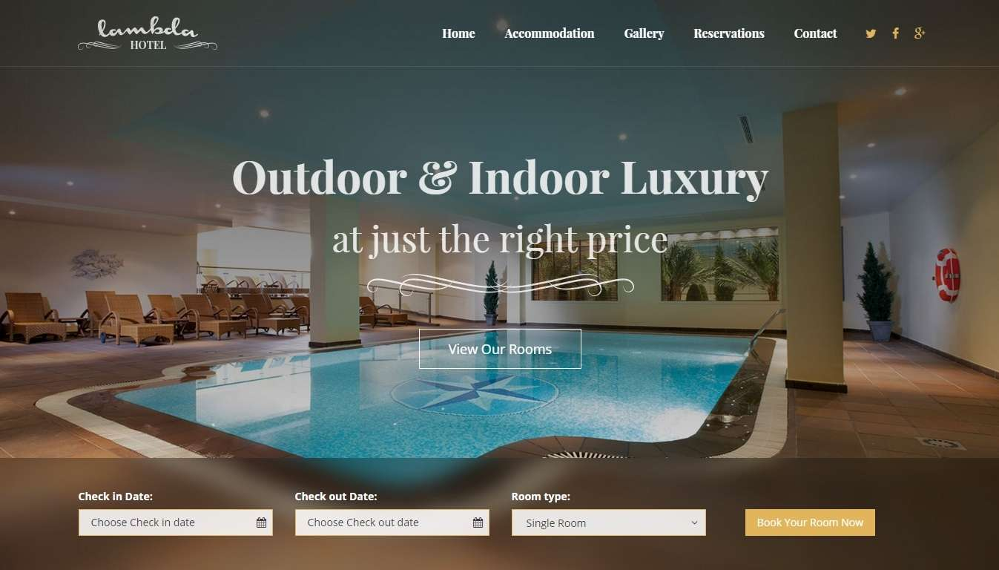 lambda
HOTEL
Home Accommodation Gallery Reservations Contact
Outdoor & Indoor Luxury
at just the right price
View Our Rooms
Check in Date: Check out Date: Room type:
Choose Check in date Choose Check out date Single Room Book Your Room Now